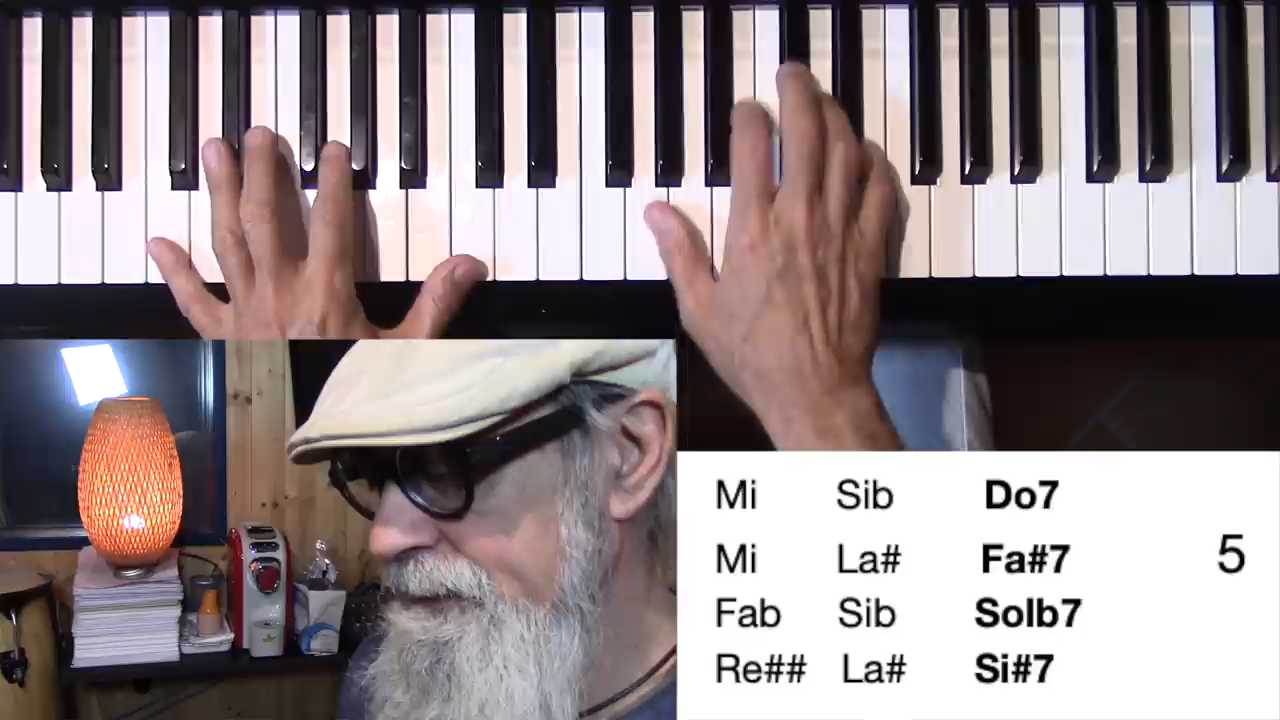 Mi Sib Do7
Mi La# Fa#7 5
Fab Sib Solb7
Re## La# Si#7